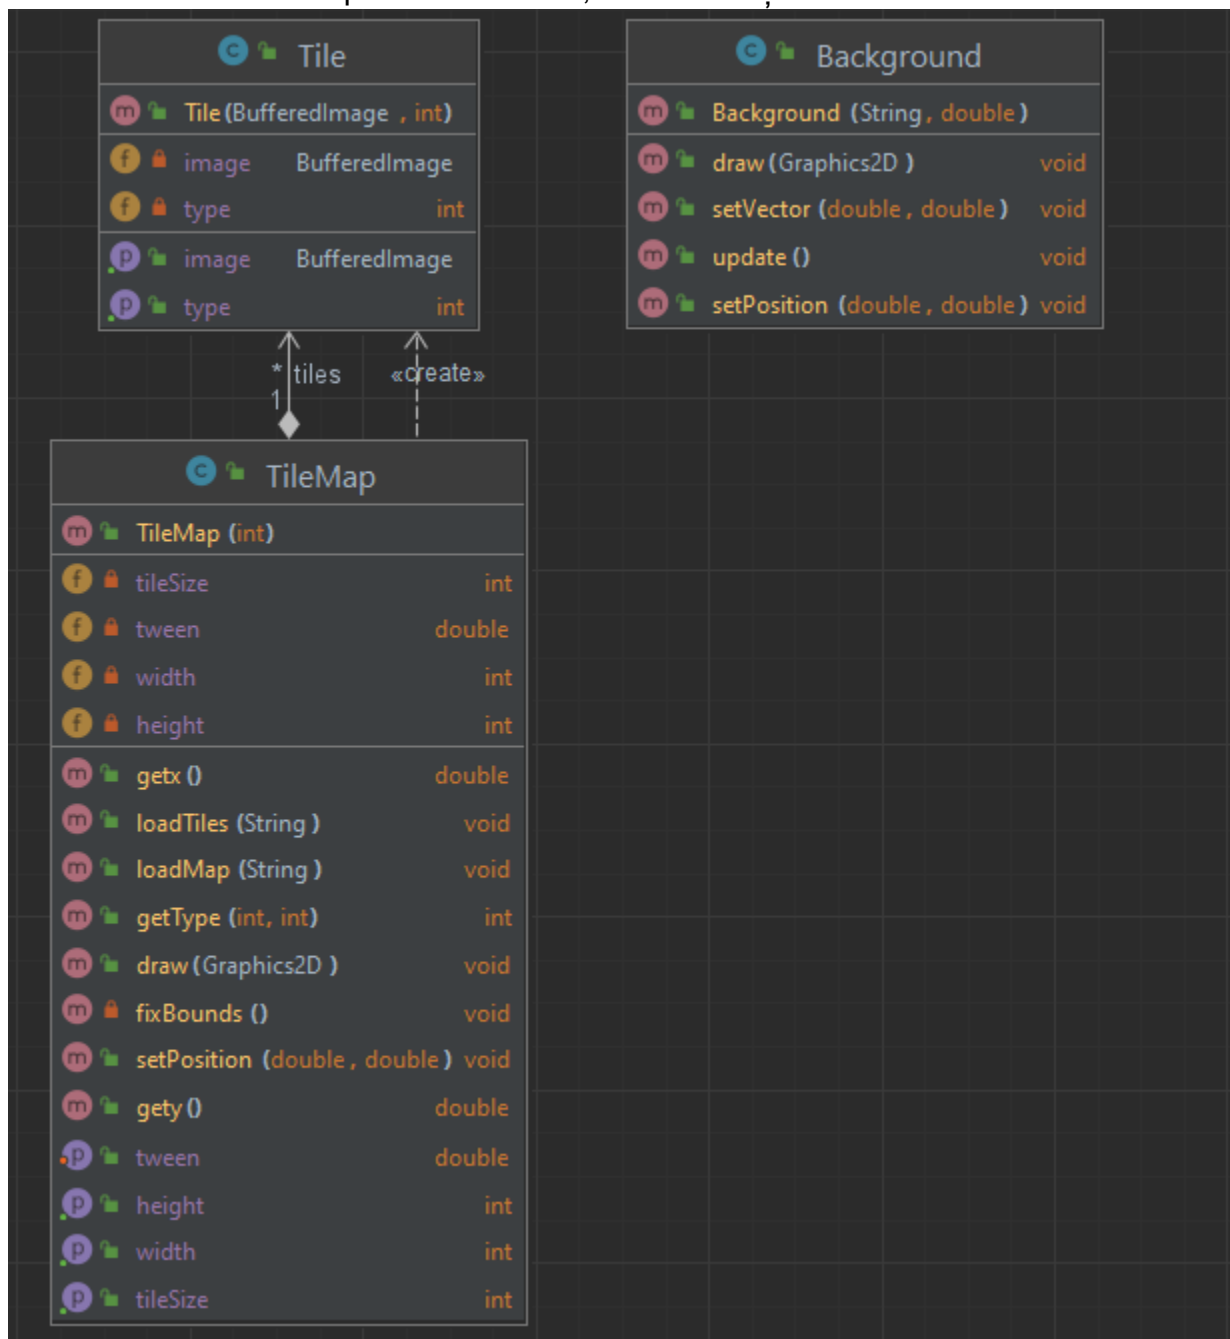 Tile
Tile(BufferedImage , int)
image BufferedImage
type int
image BufferedImage
type int
* tiles «create»
1
TileMap
TileMap (int)
tileSize int
tween double
width int
height int
getx () double
loadTiles (String ) void
loadMap (String ) void
getType (int, int) int
draw (Graphics2D ) void
fixBounds () void
setPosition (double , double ) void
gety () double
tween double
height int
width int
tileSize int
Background
Background (String, double )
draw (Graphics2D ) void
setVector (double , double ) void
update () void
setPosition (double , double ) void